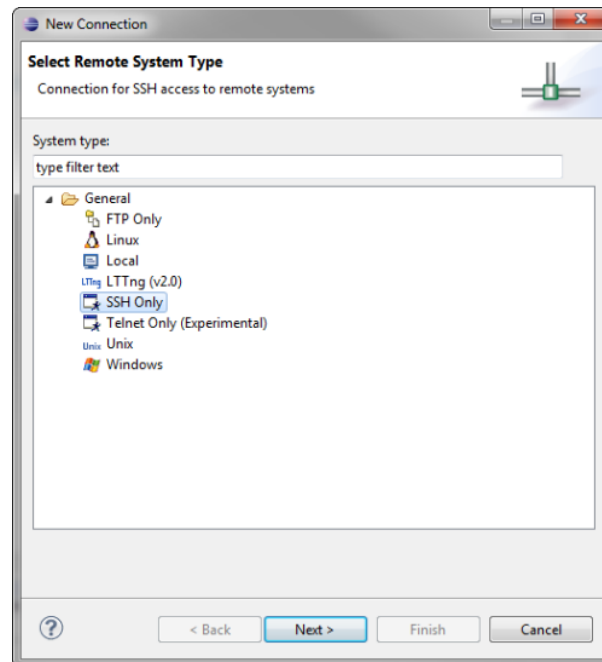 New Connection
Select Remote System Type
Connection for SSH access to remote systems
System type:
type filter text
General
FTP Only
Linux
Local
LTTng LTTng (v2.0)
SSH Only
Telnet Only (Experimental)
Unix Unix
Windows
? < Back Next > Finish Cancel